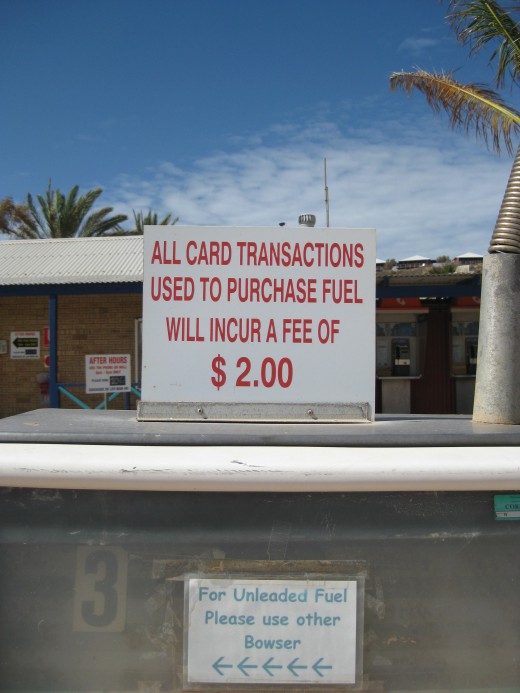 ALL CARD TRANSACTIONS
USED TO PURCHASE FUEL
WILL INCUR A FEE OF
$ 2.00
AFTER HOURS
3
For Unleaded Fuel
Please use other
Bowser
←←←←←